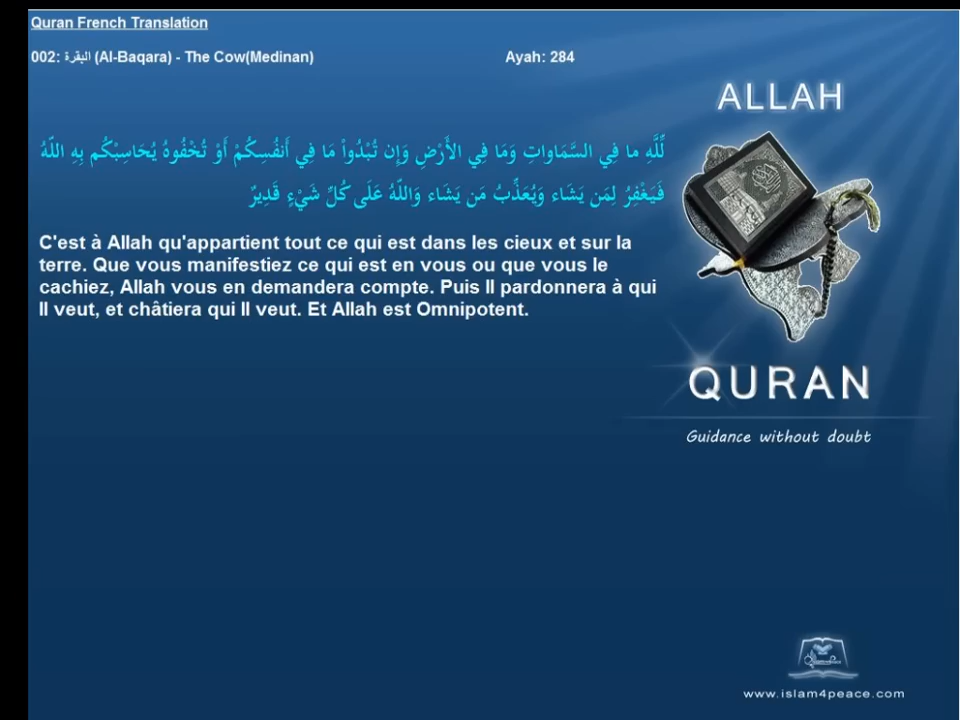 Quran French Translation
002: البقرة (Al-Baqara) - The Cow(Medinan) Ayah: 284
ALLAH
لِّلَّهِ ما فِي السَّمَاواتِ وَمَا فِي الأَرْضِ وَإِن تُبْدُواْ مَا فِي أَنفُسِكُمْ أَوْ تُخْفُوهُ يُحَاسِبْكُم بِهِ اللّهُ
فَيَغْفِرُ لِمَن يَشَاء وَيُعَذِّبُ مَن يَشَاء وَاللّهُ عَلَى كُلِّ شَيْءٍ قَدِيرٌ
C'est à Allah qu'appartient tout ce qui est dans les cieux et sur la
terre. Que vous manifestiez ce qui est en vous ou que vous le
cachiez, Allah vous en demandera compte. Puis Il pardonnera à qui
Il veut, et châtiera qui Il veut. Et Allah est Omnipotent.
QURAN
Guidance without doubt
www.islam4peace.com